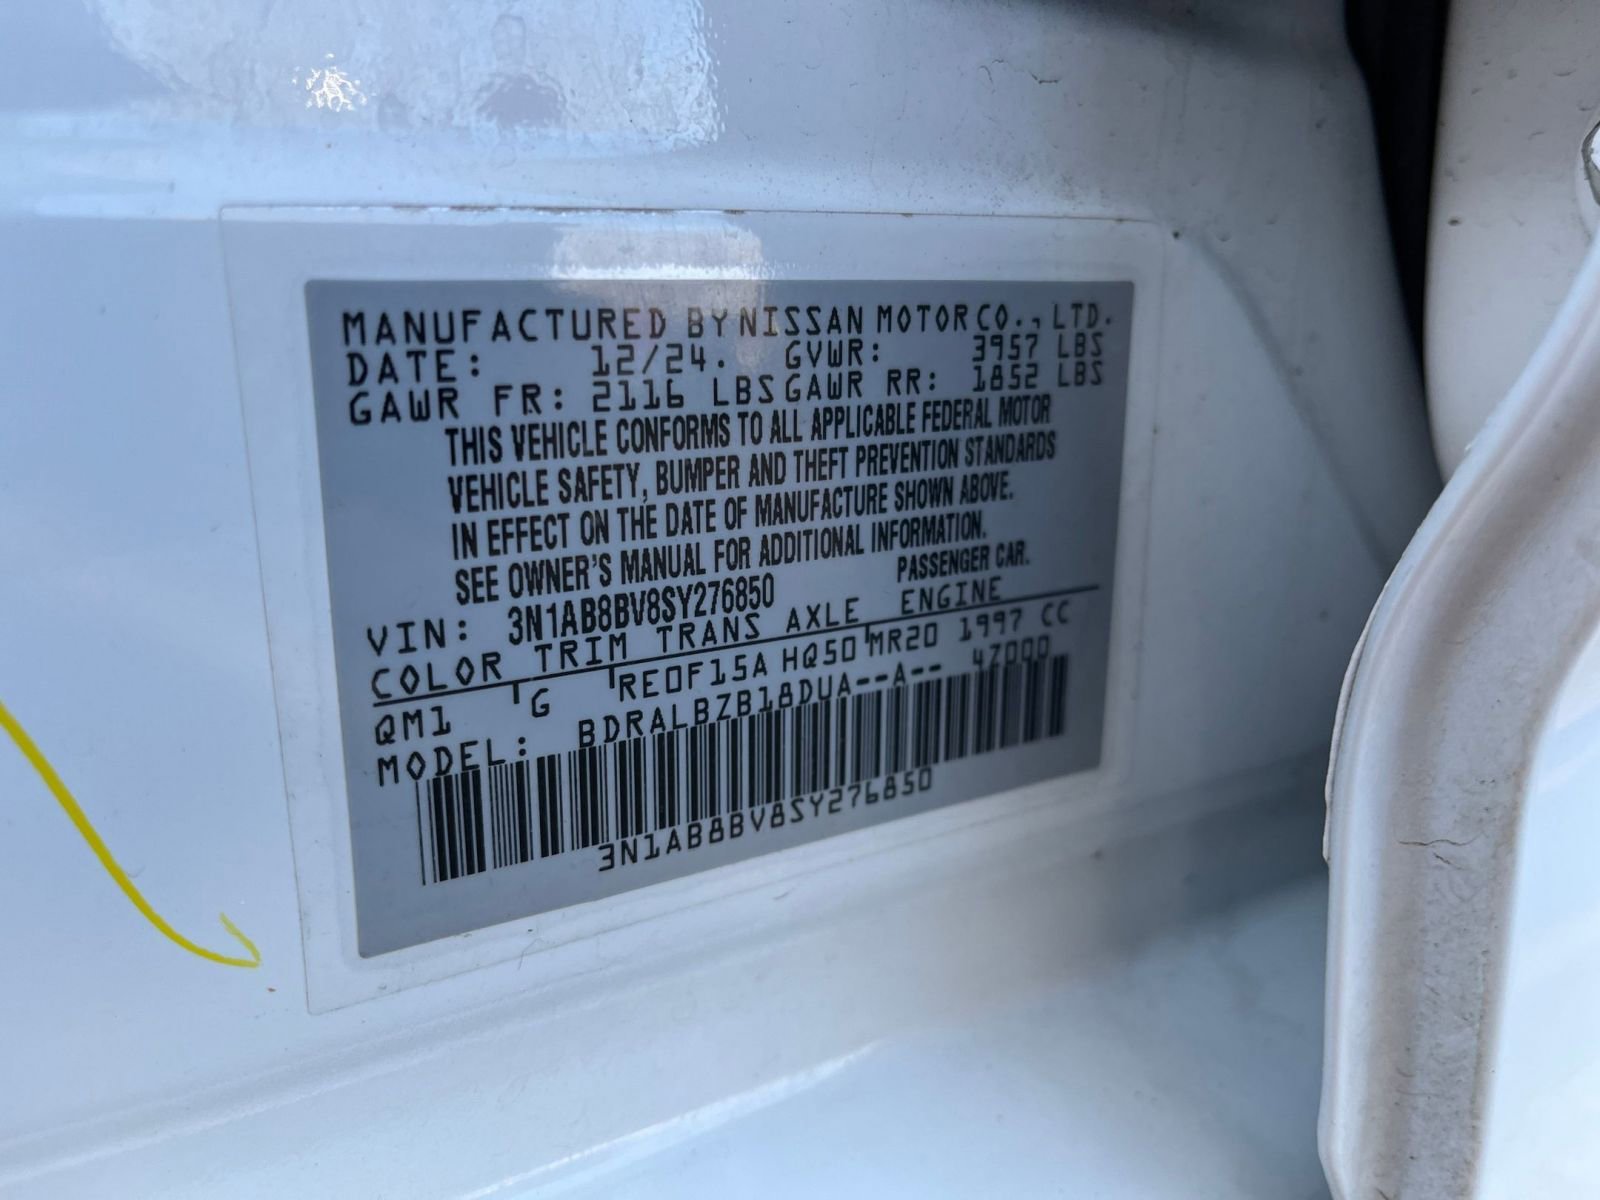 MANUFACTURED BY NISSAN MOTOR CO., LTD.
DATE: 12/24. GVWR: 3957 LBS
GAWR FR: 2116 LBS GAWR RR: 1852 LBS
THIS VEHICLE CONFORMS TO ALL APPLICABLE FEDERAL MOTOR
VEHICLE SAFETY, BUMPER AND THEFT PREVENTION STANDARDS
IN EFFECT ON THE DATE OF MANUFACTURE SHOWN ABOVE.
SEE OWNER'S MANUAL FOR ADDITIONAL INFORMATION.
PASSENGER CAR.
VIN: 3N1AB8BV8SY276850
COLOR TRIM TRANS AXLE ENGINE
QM1 G RE0F15A HQ50 MR20 1997 CC
MODEL: BDRALBZB18DUA--A-- 47000
3N1AB8BV8SY276850